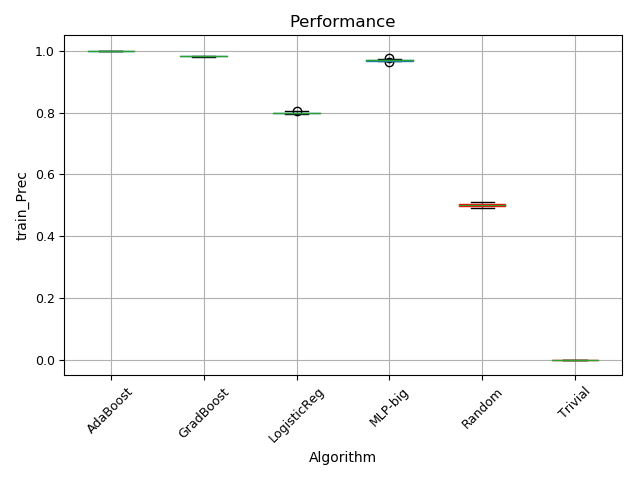 Performance
1.0
0.8
0.6
0.4
0.2
0.0
train_Prec
AdaBoost
GradBoost
LogisticReg
MLP-big
Random
Trivial
Algorithm